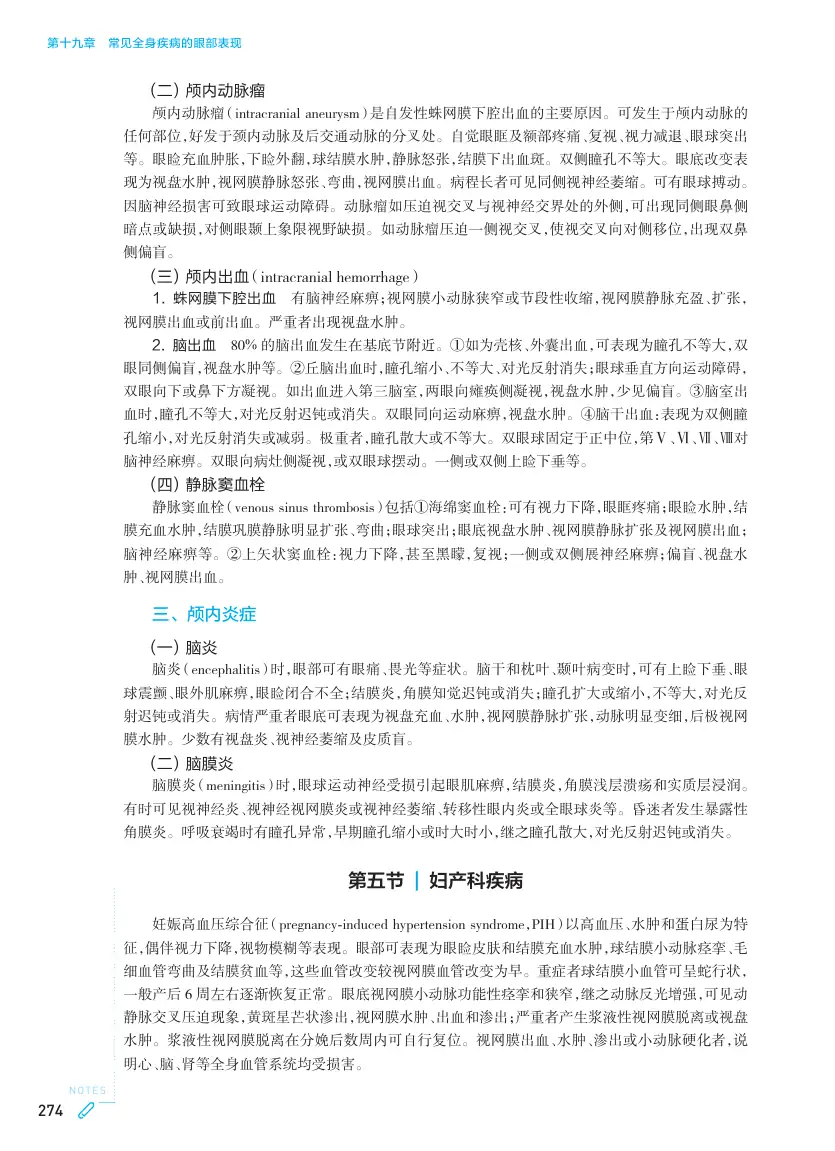 第十九章 常见全身疾病的眼部表现
（二）颅内动脉瘤
颅内动脉瘤（intracranial aneurysm）是自发性蛛网膜下腔出血的主要原因。可发生于颅内动脉的
任何部位，好发于颈内动脉及后交通动脉的分叉处。自觉眼眶及额部疼痛、复视、视力减退、眼球突出
等。眼睑充血肿胀，下睑外翻，球结膜水肿，静脉怒张，结膜下出血斑。双侧瞳孔不等大。眼底改变表
现为视盘水肿，视网膜静脉怒张、弯曲，视网膜出血。病程长者可见同侧视神经萎缩。可有眼球搏动。
因脑神经损害可致眼球运动障碍。动脉瘤如压迫视交叉与视神经交界处的外侧，可出现同侧眼鼻侧
暗点或缺损，对侧眼颞上象限视野缺损。如动脉瘤压迫一侧视交叉，使视交叉向对侧移位，出现双鼻
侧偏盲。
（三）颅内出血（intracranial hemorrhage）
1. 蛛网膜下腔出血 有脑神经麻痹；视网膜小动脉狭窄或节段性收缩，视网膜静脉充盈、扩张，
视网膜出血或前出血。严重者出现视盘水肿。
2. 脑出血 80% 的脑出血发生在基底节附近。①如为壳核、外囊出血，可表现为瞳孔不等大，双
眼同侧偏盲，视盘水肿等。②丘脑出血时，瞳孔缩小、不等大、对光反射消失；眼球垂直方向运动障碍，
双眼向下或鼻下方凝视。如出血进入第三脑室，两眼向瘫痪侧凝视，视盘水肿，少见偏盲。③脑室出
血时，瞳孔不等大，对光反射迟钝或消失。双眼同向运动麻痹，视盘水肿。④脑干出血：表现为双侧瞳
孔缩小，对光反射消失或减弱。极重者，瞳孔散大或不等大。双眼球固定于正中位，第Ⅴ、Ⅵ、Ⅶ、Ⅷ对
脑神经麻痹。双眼向病灶侧凝视，或双眼球摆动。一侧或双侧上睑下垂等。
（四）静脉窦血栓
静脉窦血栓（venous sinus thrombosis）包括①海绵窦血栓：可有视力下降，眼眶疼痛；眼睑水肿，结
膜充血水肿，结膜巩膜静脉明显扩张、弯曲；眼球突出；眼底视盘水肿、视网膜静脉扩张及视网膜出血；
脑神经麻痹等。②上矢状窦血栓：视力下降，甚至黑矇，复视；一侧或双侧展神经麻痹；偏盲、视盘水
肿、视网膜出血。
三、颅内炎症
（一）脑炎
脑炎（encephalitis）时，眼部可有眼痛、畏光等症状。脑干和枕叶、颞叶病变时，可有上睑下垂、眼
球震颤、眼外肌麻痹，眼睑闭合不全；结膜炎，角膜知觉迟钝或消失；瞳孔扩大或缩小，不等大，对光反
射迟钝或消失。病情严重者眼底可表现为视盘充血、水肿，视网膜静脉扩张，动脉明显变细，后极视网
膜水肿。少数有视盘炎、视神经萎缩及皮质盲。
（二）脑膜炎
脑膜炎（meningitis）时，眼球运动神经受损引起眼肌麻痹，结膜炎，角膜浅层溃疡和实质层浸润。
有时可见视神经炎、视神经视网膜炎或视神经萎缩、转移性眼内炎或全眼球炎等。昏迷者发生暴露性
角膜炎。呼吸衰竭时有瞳孔异常，早期瞳孔缩小或时大时小，继之瞳孔散大，对光反射迟钝或消失。
第五节 | 妇产科疾病
妊娠高血压综合征（pregnancy-induced hypertension syndrome，PIH）以高血压、水肿和蛋白尿为特
征，偶伴视力下降，视物模糊等表现。眼部可表现为眼睑皮肤和结膜充血水肿，球结膜小动脉痉挛、毛
细血管弯曲及结膜贫血等，这些血管改变较视网膜血管改变为早。重症者球结膜小血管可呈蛇行状，
一般产后 6 周左右逐渐恢复正常。眼底视网膜小动脉功能性痉挛和狭窄，继之动脉反光增强，可见动
静脉交叉压迫现象，黄斑星芒状渗出，视网膜水肿、出血和渗出；严重者产生浆液性视网膜脱离或视盘
水肿。浆液性视网膜脱离在分娩后数周内可自行复位。视网膜出血、水肿、渗出或小动脉硬化者，说
明心、脑、肾等全身血管系统均受损害。
NOTES
274